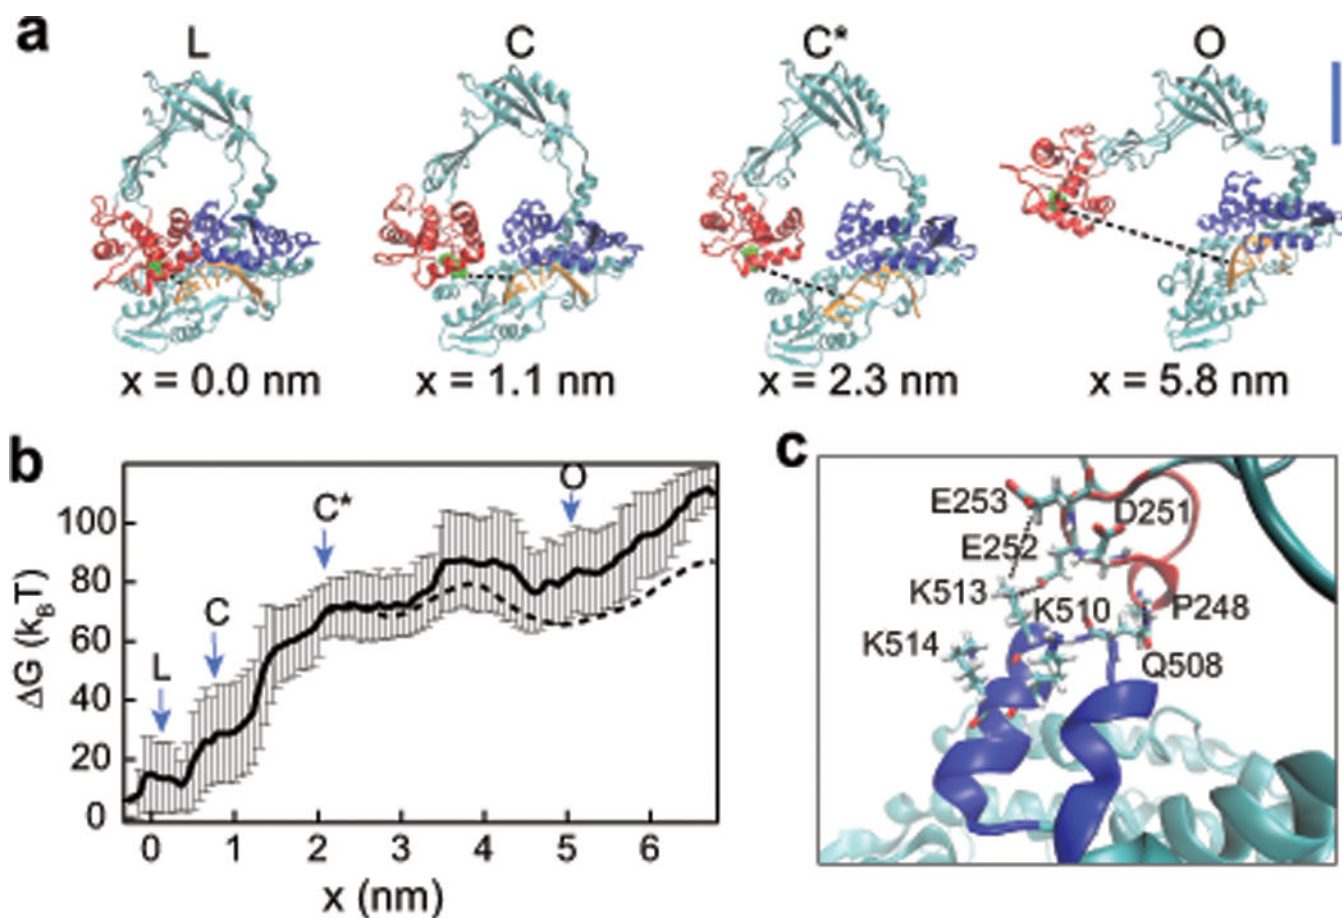 a
L C C* O
x = 0.0 nm x = 1.1 nm x = 2.3 nm x = 5.8 nm
b
ΔG (k_BT)
100
80
60
40
20
0
L
C
C*
O
0 1 2 3 4 5 6
x (nm)
c
E253
D251
E252
K513
K510
P248
K514
Q508